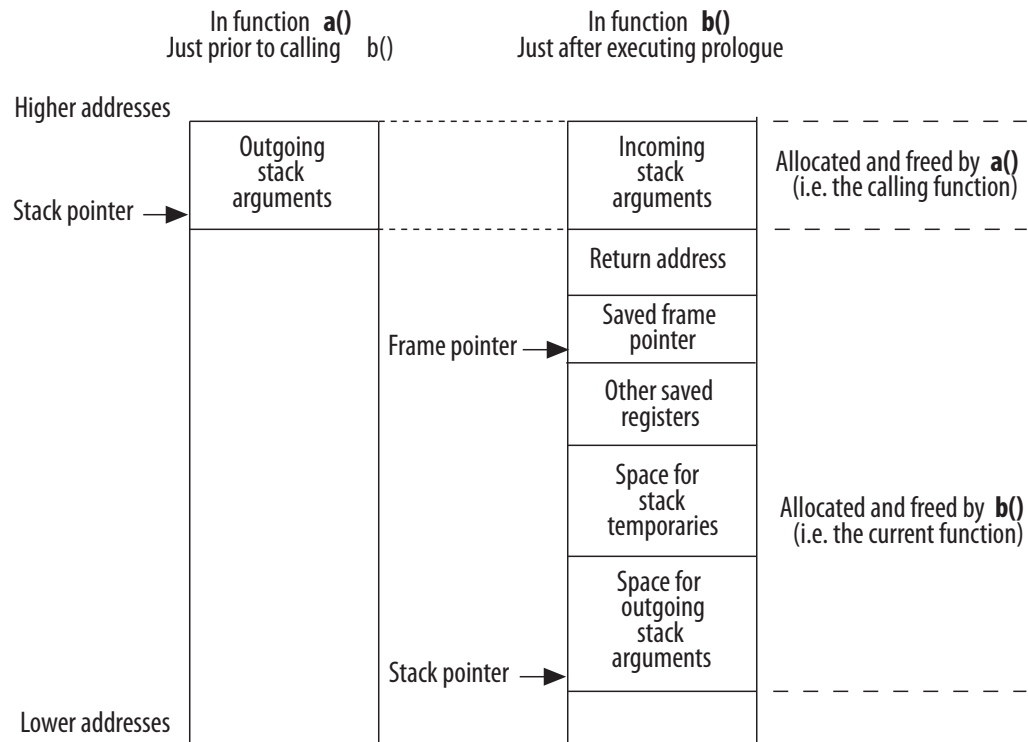 In function a()
Just prior to calling b()
In function b()
Just after executing prologue
Higher addresses
Outgoing
stack
arguments
Incoming
stack
arguments
Allocated and freed by a()
(i.e. the calling function)
Stack pointer
Return address
Saved frame
pointer
Frame pointer
Other saved
registers
Space for
stack
temporaries
Allocated and freed by b()
(i.e. the current function)
Space for
outgoing
stack
arguments
Stack pointer
Lower addresses